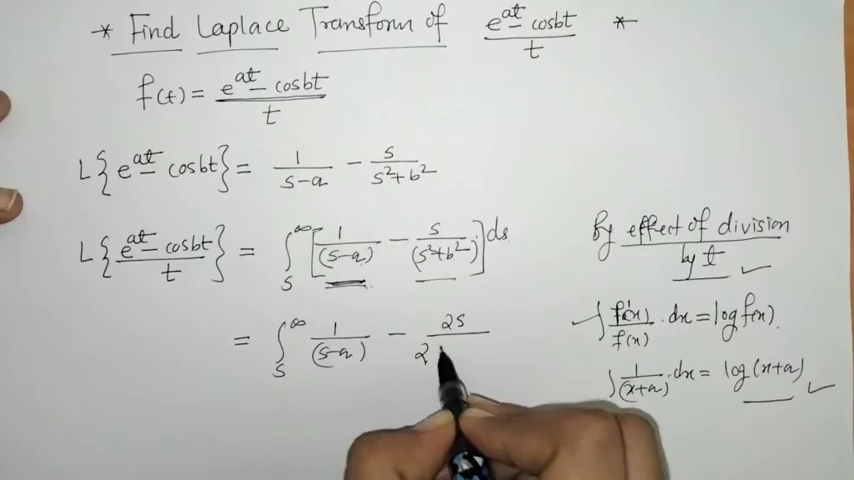 * Find Laplace Transform of (e^at - cosbt)/t *
f(t) = (e^at - cosbt)/t
L{e^at - cosbt} = 1/(s-a) - s/(s²+b²)
L{(e^at - cosbt)/t} = ∫_s^∞ [1/(s-a) - s/(s²+b²)] ds
= ∫_s^∞ 1/(s-a) - 2s/2
By effect of division
by t ✓
∫ f'(x)/f(x) .dx = log f(x)
∫ 1/(x+a) .dx = log(x+a) ✓